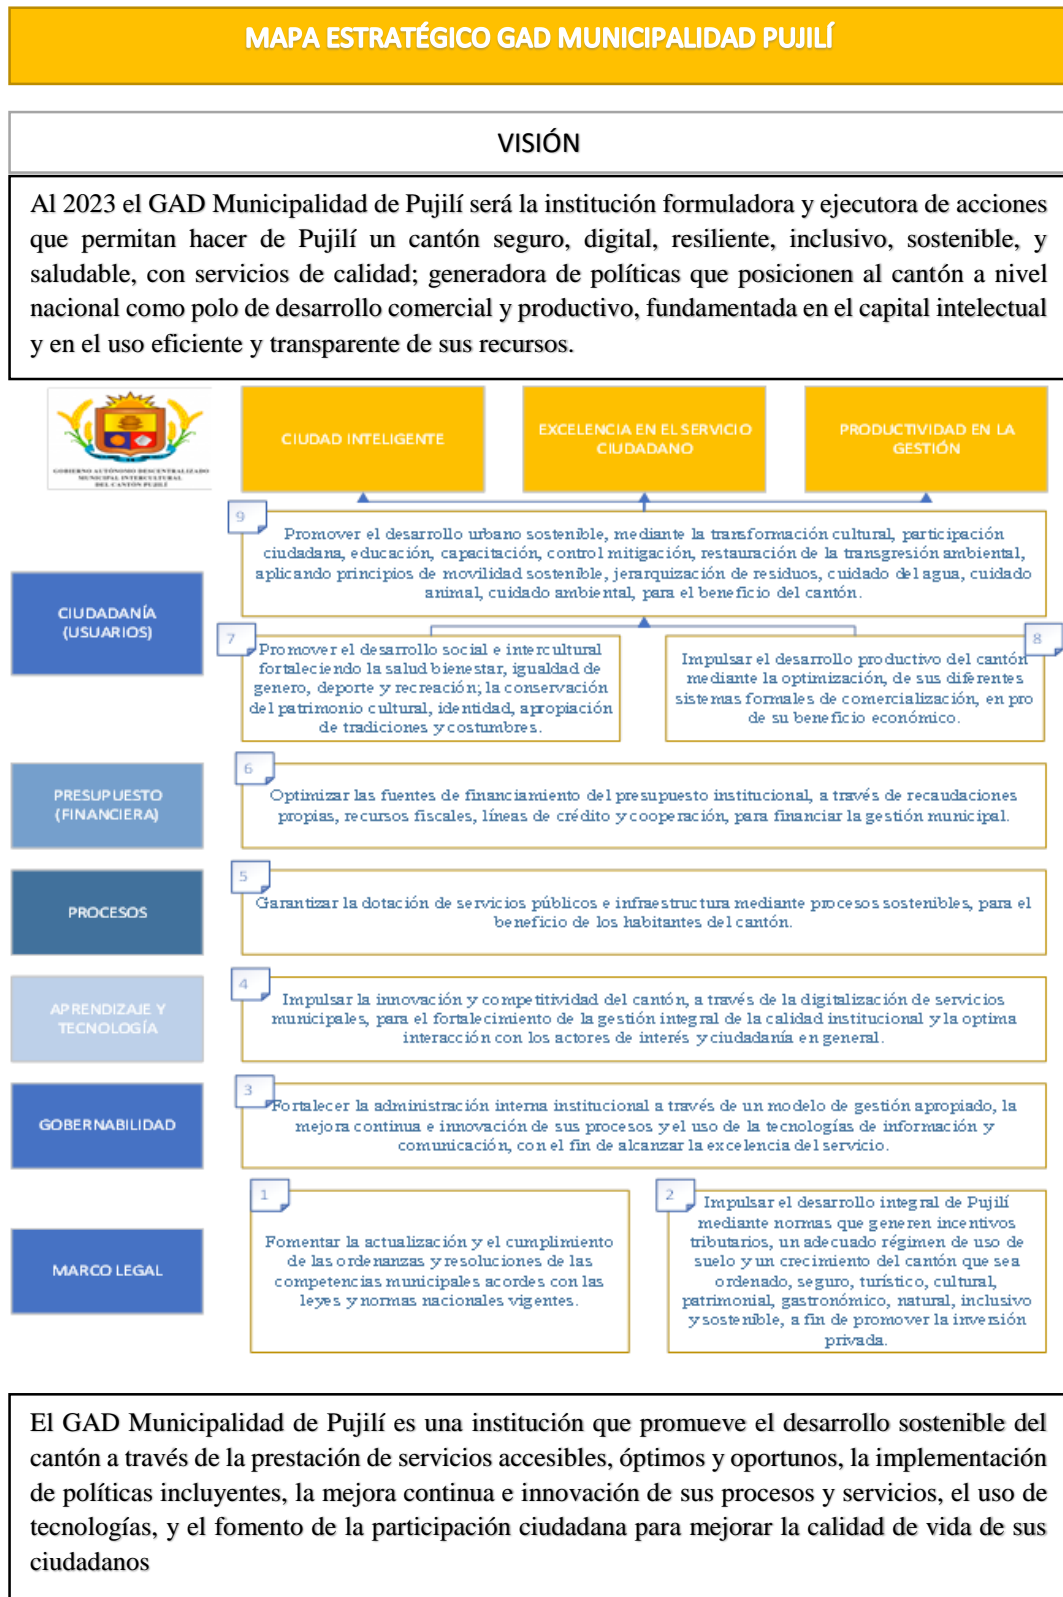 MAPA ESTRATÉGICO GAD MUNICIPALIDAD PUJILÍ
VISIÓN
Al 2023 el GAD Municipalidad de Pujilí será la institución formuladora y ejecutora de acciones
que permitan hacer de Pujilí un cantón seguro, digital, resiliente, inclusivo, sostenible, y
saludable, con servicios de calidad; generadora de políticas que posicionen al cantón a nivel
nacional como polo de desarrollo comercial y productivo, fundamentada en el capital intelectual
y en el uso eficiente y transparente de sus recursos.
GOBIERNO AUTÓNOMO DESCENTRALIZADO
MUNICIPAL INTERCULTURAL
DEL CANTÓN PUJILÍ
CIUDAD INTELIGENTE
EXCELENCIA EN EL SERVICIO
CIUDADANO
PRODUCTIVIDAD EN LA
GESTIÓN
CIUDADANÍA
(USUARIOS)
9
Promover el desarrollo urbano sostenible, mediante la transformación cultural, participación
ciudadana, educación, capacitación, control mitigación, restauración de la transgresión ambiental,
aplicando principios de movilidad sostenible, jerarquización de residuos, cuidado del agua, cuidado
animal, cuidado ambiental, para el beneficio del cantón.
7
Promover el desarrollo social e intercultural
fortaleciendo la salud bienestar, igualdad de
genero, deporte y recreación; la conservación
del patrimonio cultural, identidad, apropiación
de tradiciones y costumbres.
8
Impulsar el desarrollo productivo del cantón
mediante la optimización, de sus diferentes
sistemas formales de comercialización, en pro
de su beneficio económico.
PRESUPUESTO
(FINANCIERA)
6
Optimizar las fuentes de financiamiento del presupuesto institucional, a través de recaudaciones
propias, recursos fiscales, líneas de crédito y cooperación, para financiar la gestión municipal.
PROCESOS
5
Garantizar la dotación de servicios públicos e infraestructura mediante procesos sostenibles, para el
beneficio de los habitantes del cantón.
APRENDIZAJE Y
TECNOLOGÍA
4
Impulsar la innovación y competitividad del cantón, a través de la digitalización de servicios
municipales, para el fortalecimiento de la gestión integral de la calidad institucional y la optima
interacción con los actores de interés y ciudadanía en general.
GOBERNABILIDAD
3
Fortalecer la administración interna institucional a través de un modelo de gestión apropiado, la
mejora continua e innovación de sus procesos y el uso de la tecnologías de información y
comunicación, con el fin de alcanzar la excelencia del servicio.
MARCO LEGAL
1
Fomentar la actualización y el cumplimiento
de las ordenanzas y resoluciones de las
competencias municipales acordes con las
leyes y normas nacionales vigentes.
2
Impulsar el desarrollo integral de Pujilí
mediante normas que generen incentivos
tributarios, un adecuado régimen de uso de
suelo y un crecimiento del cantón que sea
ordenado, seguro, turístico, cultural,
patrimonial, gastronómico, natural, inclusivo
y sostenible, a fin de promover la inversión
privada.
El GAD Municipalidad de Pujilí es una institución que promueve el desarrollo sostenible del
cantón a través de la prestación de servicios accesibles, óptimos y oportunos, la implementación
de políticas incluyentes, la mejora continua e innovación de sus procesos y servicios, el uso de
tecnologías, y el fomento de la participación ciudadana para mejorar la calidad de vida de sus
ciudadanos